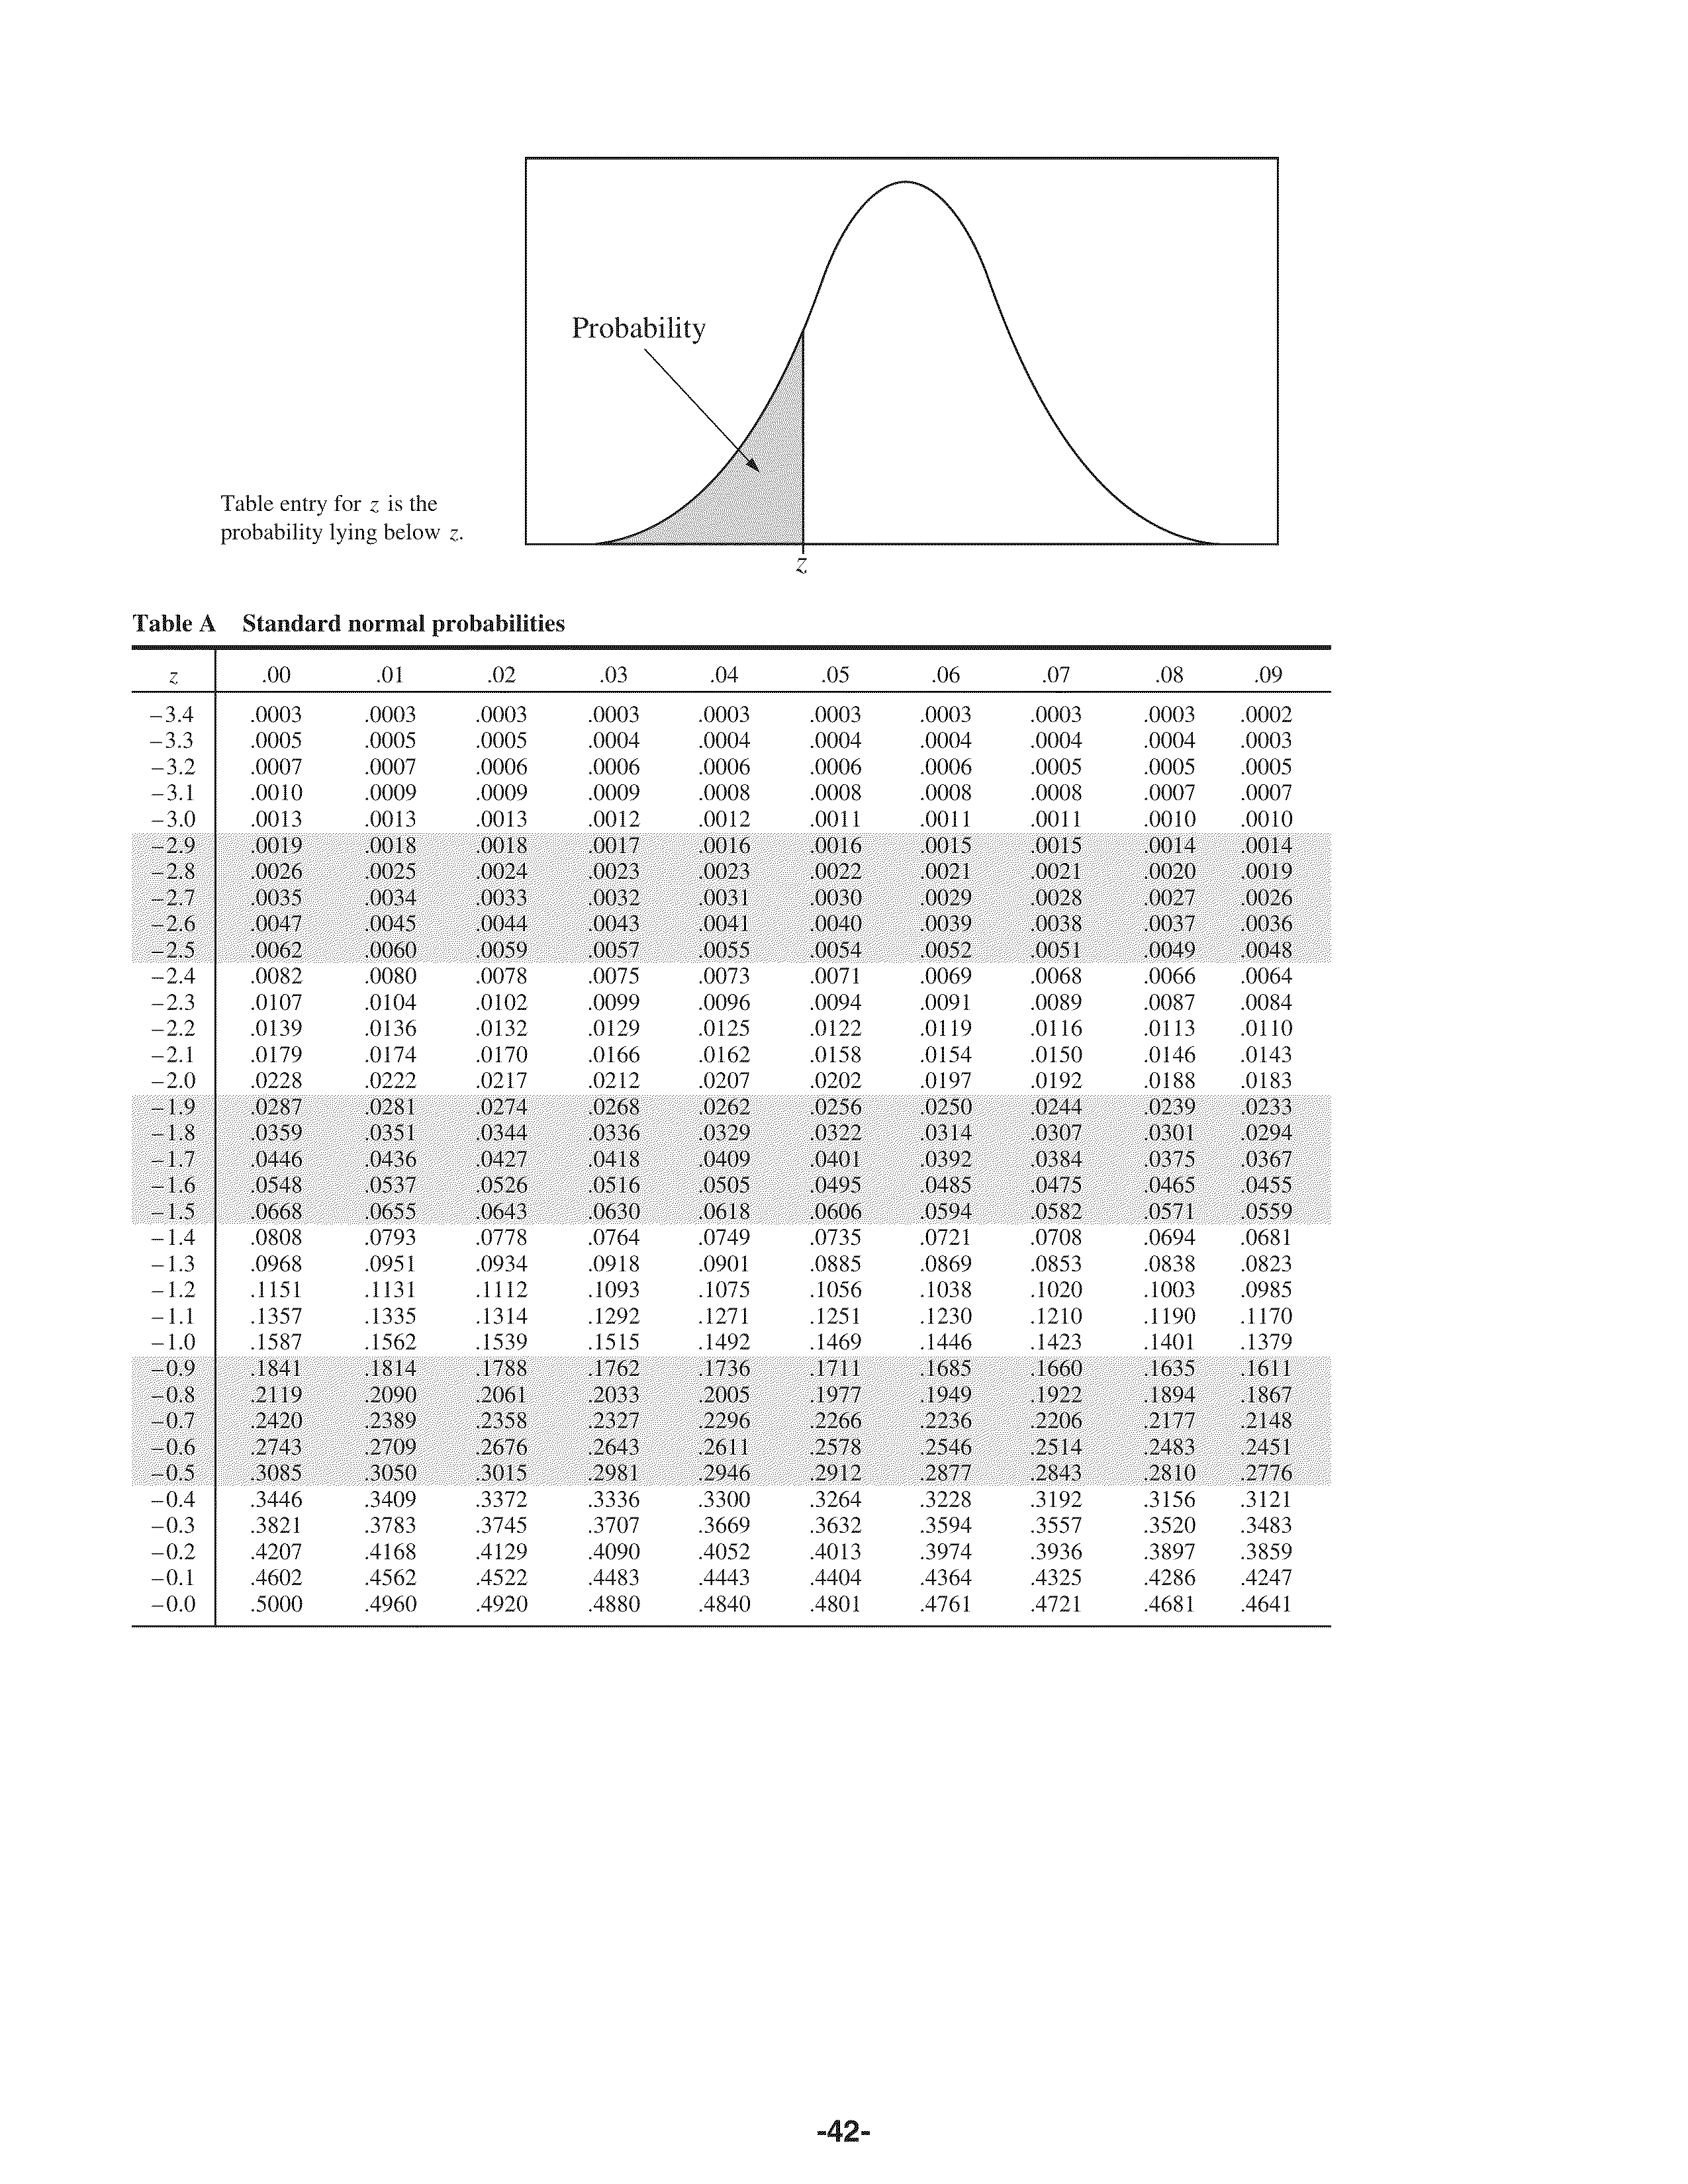 Probability
Table entry for z is the
probability lying below z.
z
Table A Standard normal probabilities
z .00 .01 .02 .03 .04 .05 .06 .07 .08 .09
−3.4 .0003 .0003 .0003 .0003 .0003 .0003 .0003 .0003 .0003 .0002
−3.3 .0005 .0005 .0005 .0004 .0004 .0004 .0004 .0004 .0004 .0003
−3.2 .0007 .0007 .0006 .0006 .0006 .0006 .0006 .0005 .0005 .0005
−3.1 .0010 .0009 .0009 .0009 .0008 .0008 .0008 .0008 .0007 .0007
−3.0 .0013 .0013 .0013 .0012 .0012 .0011 .0011 .0011 .0010 .0010
−2.9 .0019 .0018 .0018 .0017 .0016 .0016 .0015 .0015 .0014 .0014
−2.8 .0026 .0025 .0024 .0023 .0023 .0022 .0021 .0021 .0020 .0019
−2.7 .0035 .0034 .0033 .0032 .0031 .0030 .0029 .0028 .0027 .0026
−2.6 .0047 .0045 .0044 .0043 .0041 .0040 .0039 .0038 .0037 .0036
−2.5 .0062 .0060 .0059 .0057 .0055 .0054 .0052 .0051 .0049 .0048
−2.4 .0082 .0080 .0078 .0075 .0073 .0071 .0069 .0068 .0066 .0064
−2.3 .0107 .0104 .0102 .0099 .0096 .0094 .0091 .0089 .0087 .0084
−2.2 .0139 .0136 .0132 .0129 .0125 .0122 .0119 .0116 .0113 .0110
−2.1 .0179 .0174 .0170 .0166 .0162 .0158 .0154 .0150 .0146 .0143
−2.0 .0228 .0222 .0217 .0212 .0207 .0202 .0197 .0192 .0188 .0183
−1.9 .0287 .0281 .0274 .0268 .0262 .0256 .0250 .0244 .0239 .0233
−1.8 .0359 .0351 .0344 .0336 .0329 .0322 .0314 .0307 .0301 .0294
−1.7 .0446 .0436 .0427 .0418 .0409 .0401 .0392 .0384 .0375 .0367
−1.6 .0548 .0537 .0526 .0516 .0505 .0495 .0485 .0475 .0465 .0455
−1.5 .0668 .0655 .0643 .0630 .0618 .0606 .0594 .0582 .0571 .0559
−1.4 .0808 .0793 .0778 .0764 .0749 .0735 .0721 .0708 .0694 .0681
−1.3 .0968 .0951 .0934 .0918 .0901 .0885 .0869 .0853 .0838 .0823
−1.2 .1151 .1131 .1112 .1093 .1075 .1056 .1038 .1020 .1003 .0985
−1.1 .1357 .1335 .1314 .1292 .1271 .1251 .1230 .1210 .1190 .1170
−1.0 .1587 .1562 .1539 .1515 .1492 .1469 .1446 .1423 .1401 .1379
−0.9 .1841 .1814 .1788 .1762 .1736 .1711 .1685 .1660 .1635 .1611
−0.8 .2119 .2090 .2061 .2033 .2005 .1977 .1949 .1922 .1894 .1867
−0.7 .2420 .2389 .2358 .2327 .2296 .2266 .2236 .2206 .2177 .2148
−0.6 .2743 .2709 .2676 .2643 .2611 .2578 .2546 .2514 .2483 .2451
−0.5 .3085 .3050 .3015 .2981 .2946 .2912 .2877 .2843 .2810 .2776
−0.4 .3446 .3409 .3372 .3336 .3300 .3264 .3228 .3192 .3156 .3121
−0.3 .3821 .3783 .3745 .3707 .3669 .3632 .3594 .3557 .3520 .3483
−0.2 .4207 .4168 .4129 .4090 .4052 .4013 .3974 .3936 .3897 .3859
−0.1 .4602 .4562 .4522 .4483 .4443 .4404 .4364 .4325 .4286 .4247
−0.0 .5000 .4960 .4920 .4880 .4840 .4801 .4761 .4721 .4681 .4641
-42-